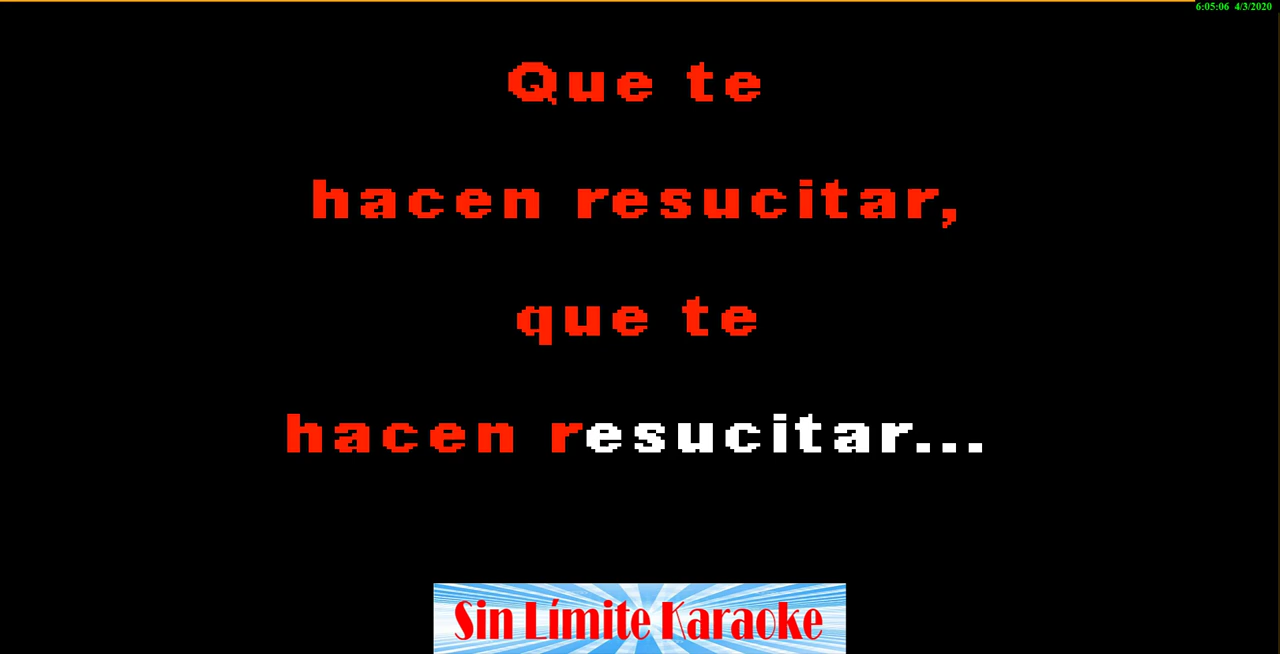 6:05:06 4/3/2020
Que te
hacen resucitar,
que te
hacen resucitar...
Sin Límite Karaoke